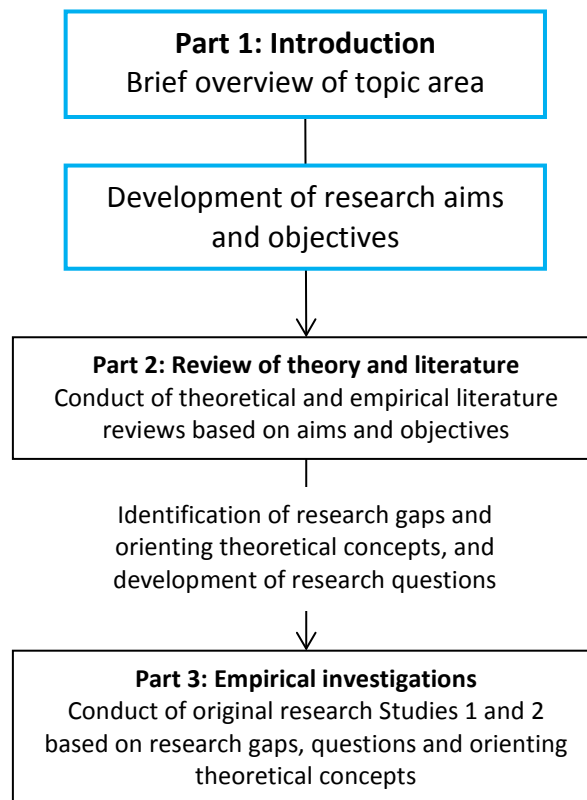 Part 1: Introduction
Brief overview of topic area
Development of research aims
and objectives
Part 2: Review of theory and literature
Conduct of theoretical and empirical literature
reviews based on aims and objectives
Identification of research gaps and
orienting theoretical concepts, and
development of research questions
Part 3: Empirical investigations
Conduct of original research Studies 1 and 2
based on research gaps, questions and orienting
theoretical concepts